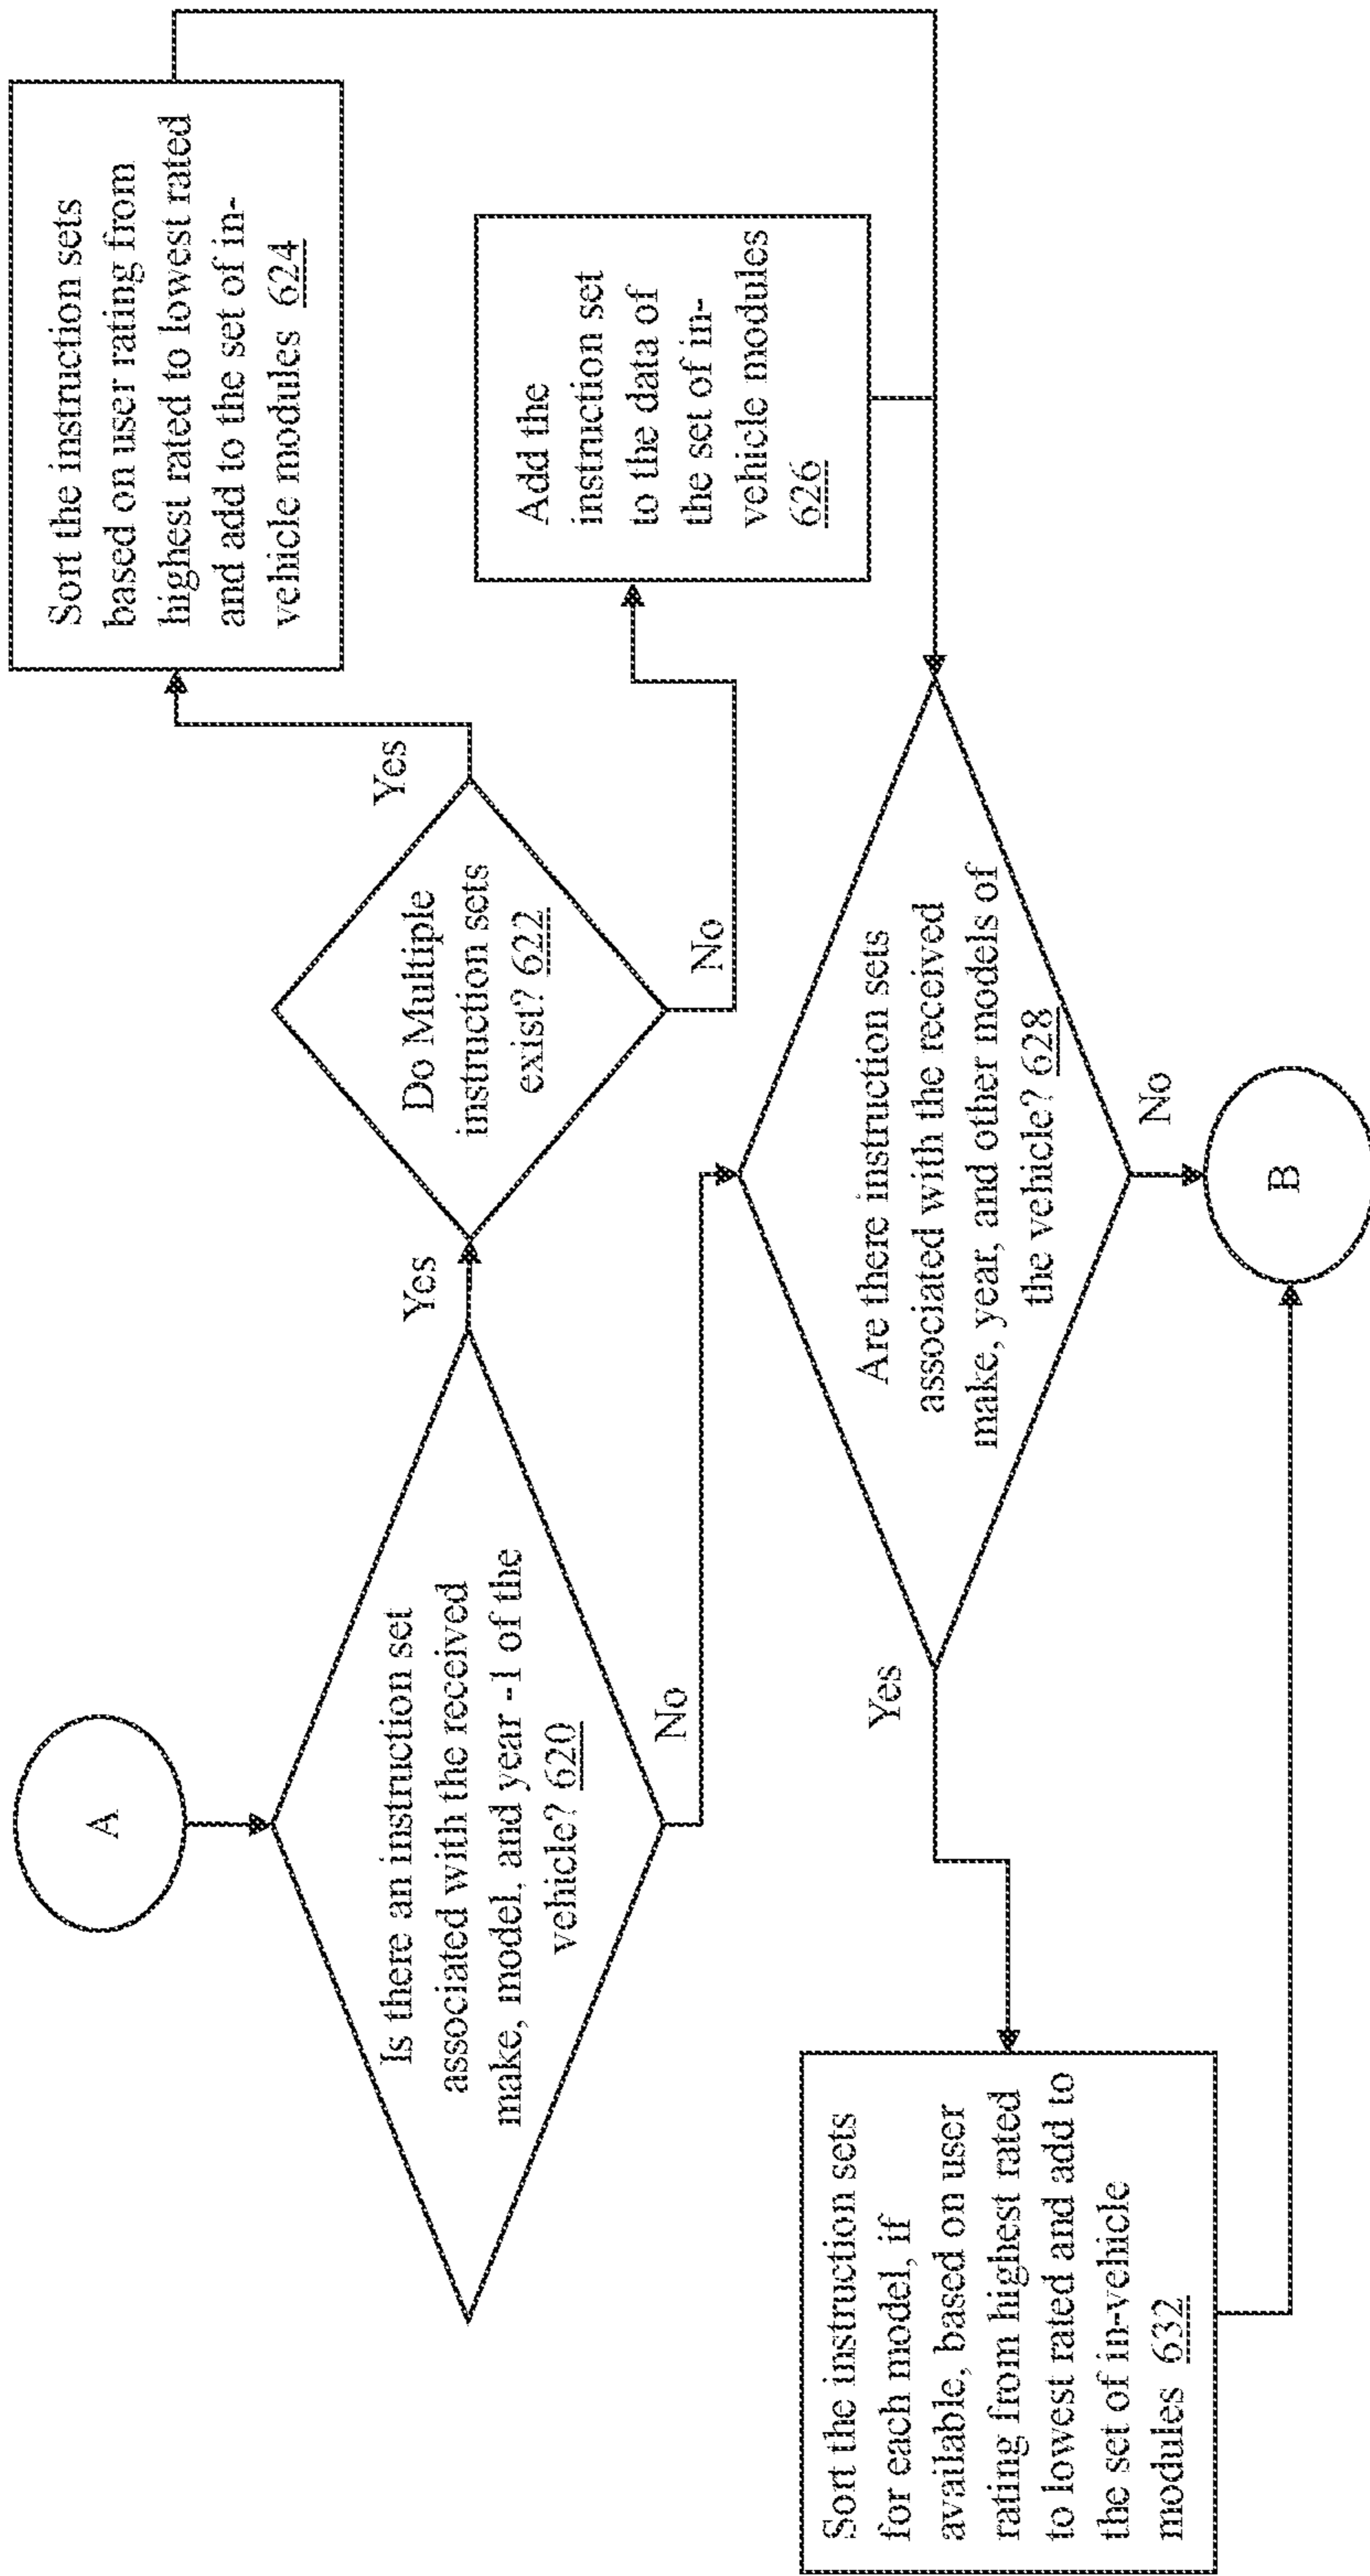 A
Is there an instruction set
associated with the received
make, model, and year -1 of the
vehicle? 620
Yes
No
Do Multiple
instruction sets
exist? 622
Yes
No
Sort the instruction sets
based on user rating from
highest rated to lowest rated
and add to the set of in-
vehicle modules 624
Add the
instruction set
to the data of
the set of in-
vehicle modules
626
Are there instruction sets
associated with the received
make, year, and other models of
the vehicle? 628
Yes
No
Sort the instruction sets
for each model, if
available, based on user
rating from highest rated
to lowest rated and add to
the set of in-vehicle
modules 632
B